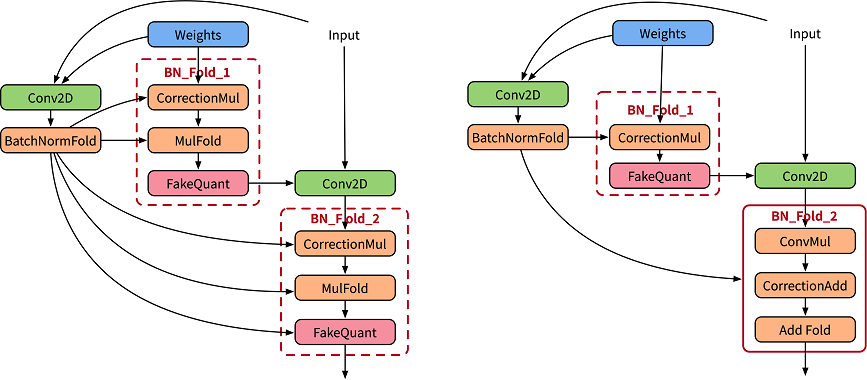 Weights
Input
BN_Fold_1
Conv2D
CorrectionMul
BatchNormFold
MulFold
FakeQuant
Conv2D
BN_Fold_2
CorrectionMul
MulFold
FakeQuant
Weights
Input
Conv2D
BN_Fold_1
BatchNormFold
CorrectionMul
FakeQuant
Conv2D
BN_Fold_2
ConvMul
CorrectionAdd
Add Fold